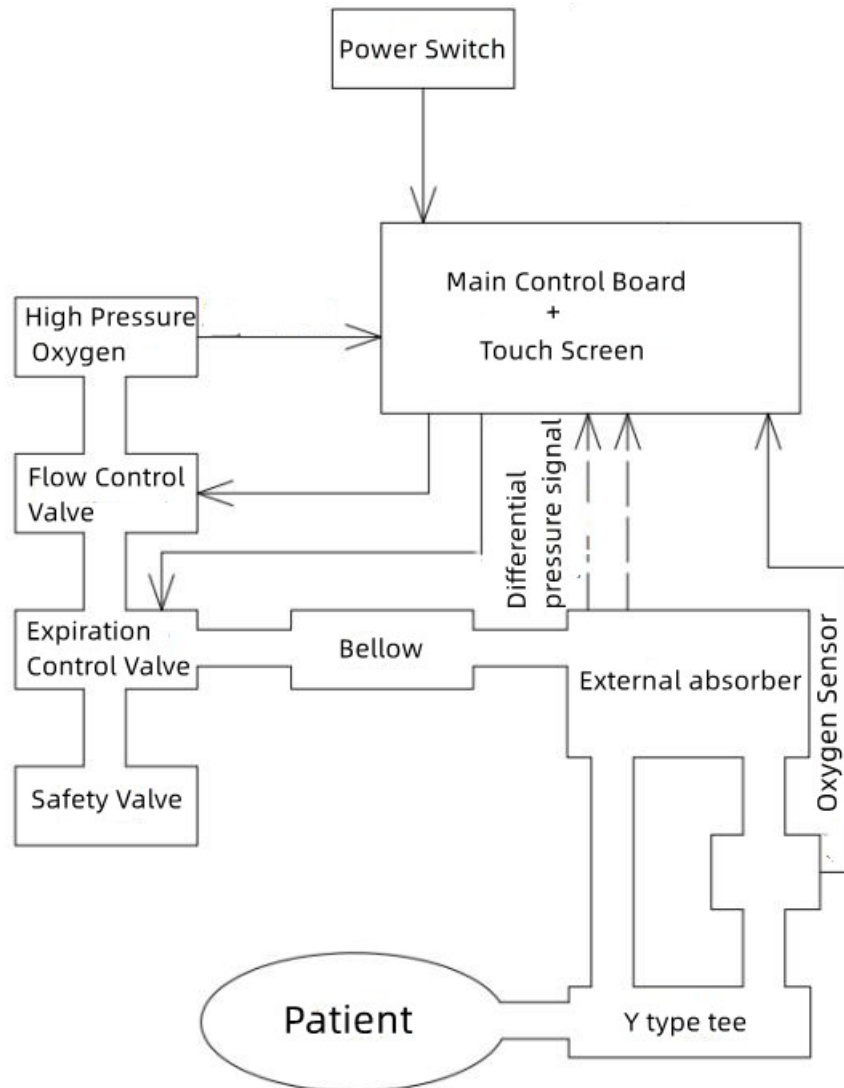 Power Switch
Main Control Board
+
Touch Screen
High Pressure
Oxygen
Flow Control
Valve
Differential
pressure signal
Expiration
Control Valve
Bellow
External absorber
Oxygen Sensor
Safety Valve
Patient
Y type tee